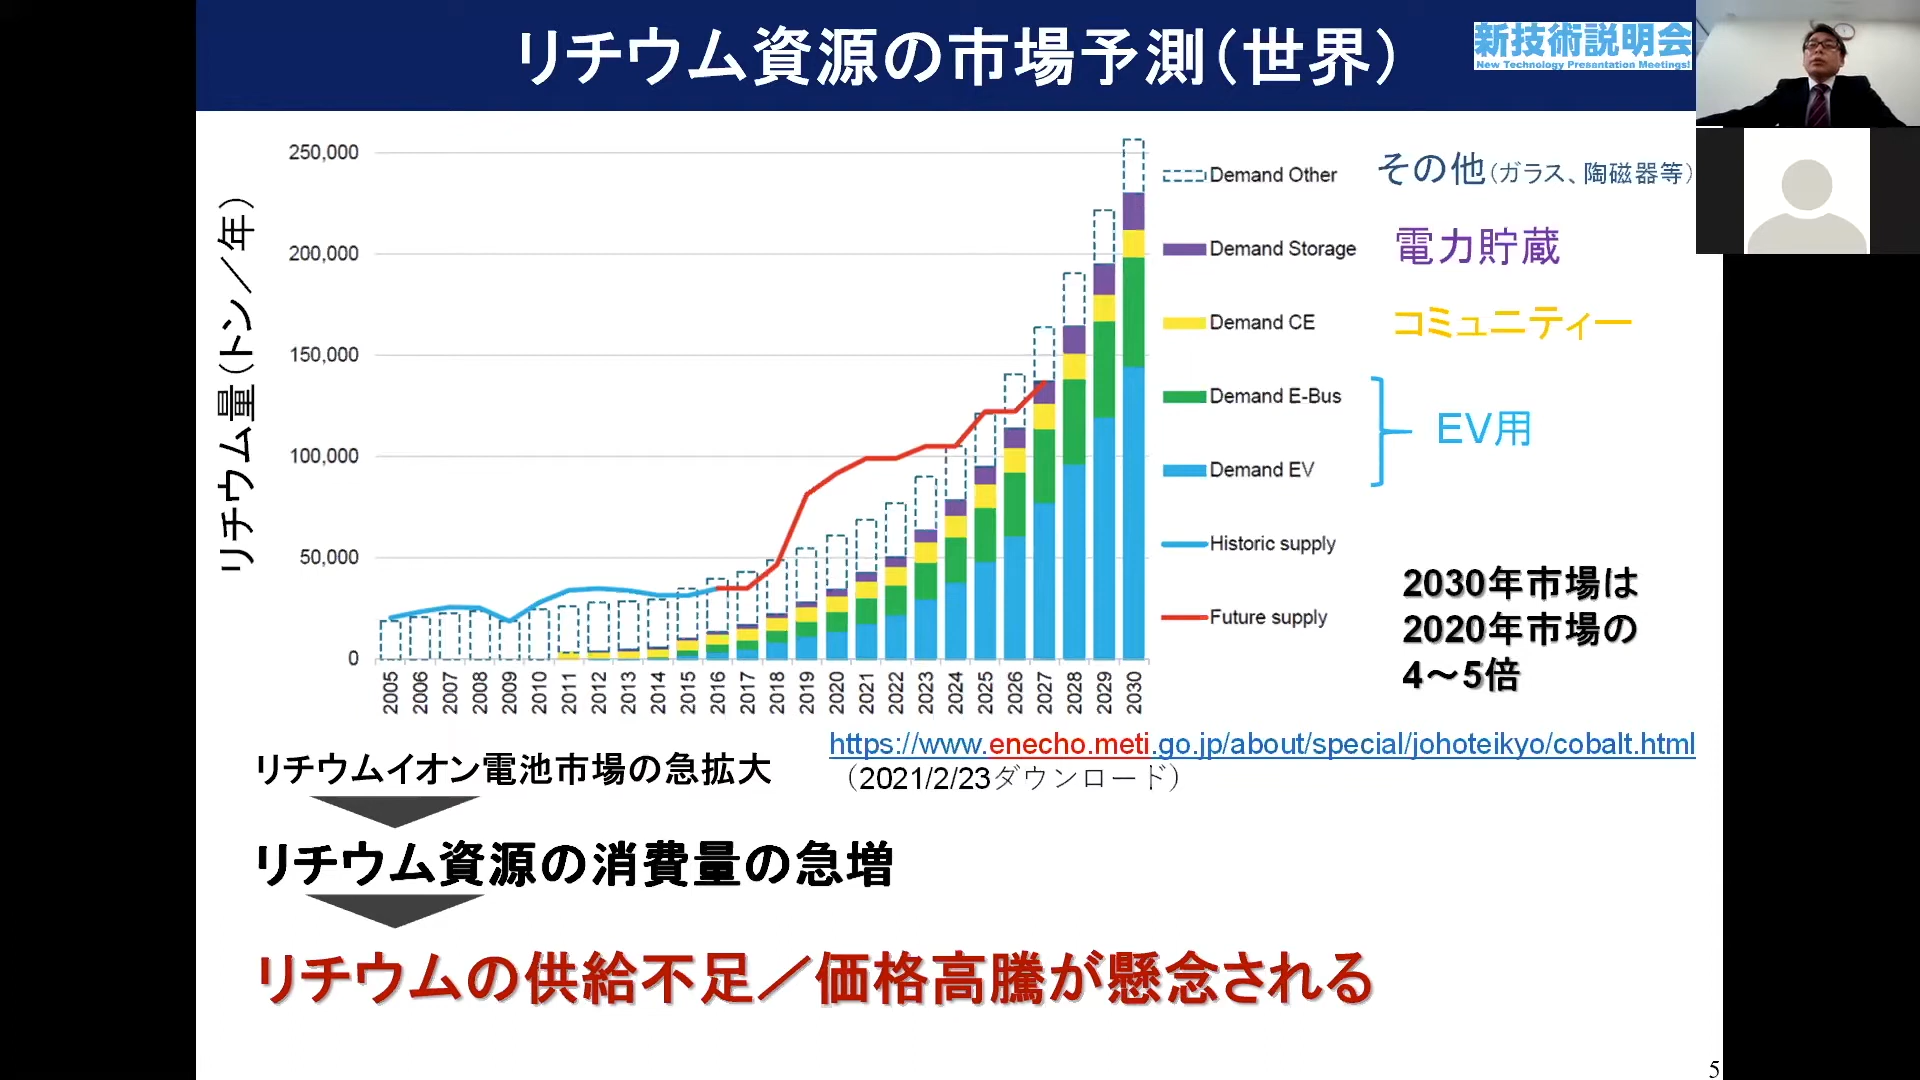 リチウム資源の市場予測（世界）
新技術説明会
New Technology Presentation Meetings!
リチウム量（トン／年）
250,000
200,000
150,000
100,000
50,000
0
2005
2006
2007
2008
2009
2010
2011
2012
2013
2014
2015
2016
2017
2018
2019
2020
2021
2022
2023
2024
2025
2026
2027
2028
2029
2030
Demand Other
その他（ガラス、陶磁器等）
Demand Storage
電力貯蔵
Demand CE
コミュニティー
Demand E-Bus
Demand EV
EV用
Historic supply
Future supply
2030年市場は
2020年市場の
4～5倍
https://www.enecho.meti.go.jp/about/special/johoteikyo/cobalt.html
（2021/2/23ダウンロード）
リチウムイオン電池市場の急拡大
リチウム資源の消費量の急増
リチウムの供給不足／価格高騰が懸念される
5